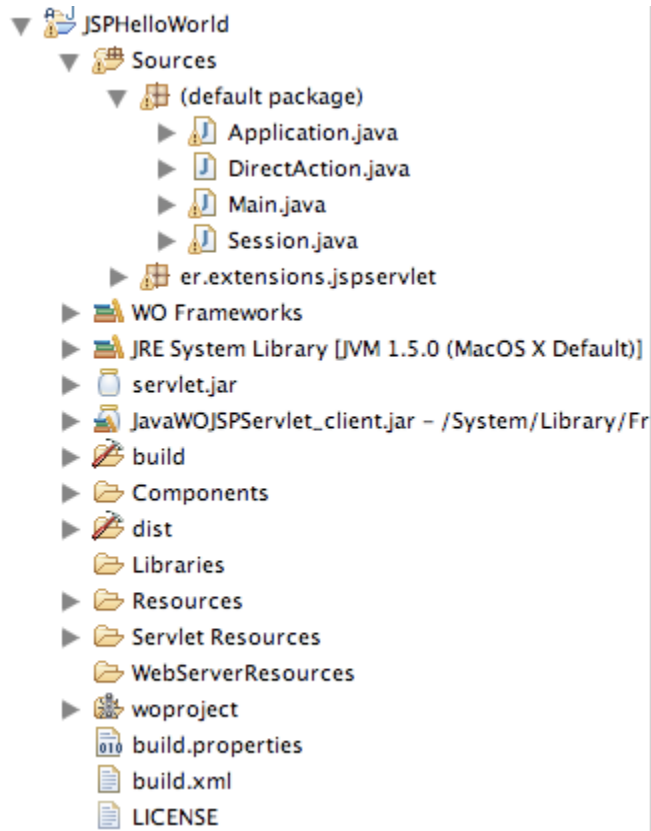 JSPHelloWorld
Sources
(default package)
Application.java
DirectAction.java
Main.java
Session.java
er.extensions.jspservlet
WO Frameworks
JRE System Library [JVM 1.5.0 (MacOS X Default)]
servlet.jar
JavaWOJSPServlet_client.jar – /System/Library/Fr
build
Components
dist
Libraries
Resources
Servlet Resources
WebServerResources
woproject
build.properties
build.xml
LICENSE